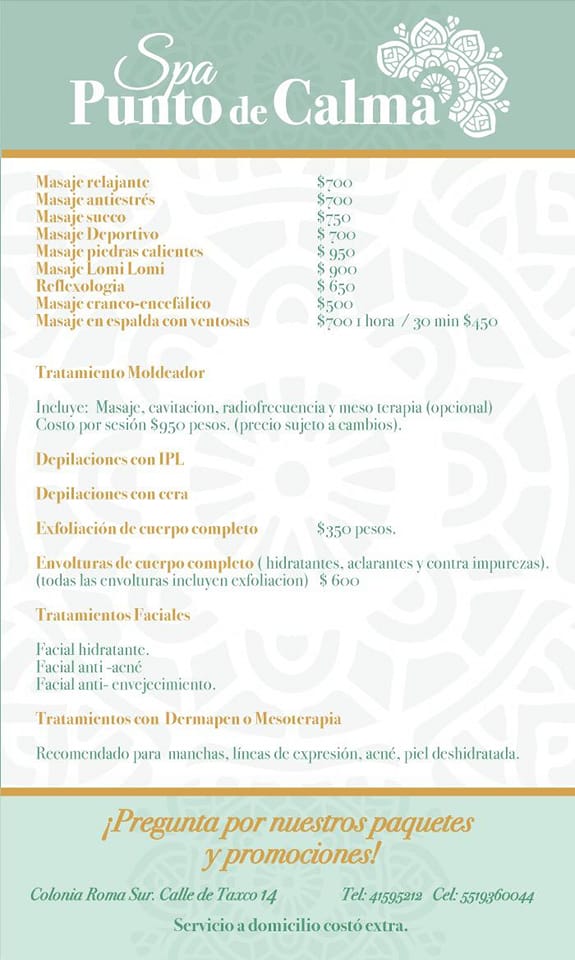 Spa
Punto de Calma
Masaje relajante $700
Masaje antiestrés $700
Masaje sueco $750
Masaje Deportivo $ 700
Masaje piedras calientes $ 950
Masaje Lomi Lomi $ 900
Reflexologia $ 650
Masaje craneo-encefálico $500
Masaje en espalda con ventosas $700 1 hora / 30 min $450
Tratamiento Moldeador
Incluye: Masaje, cavitacion, radiofrecuencia y meso terapia (opcional)
Costo por sesión $950 pesos. (precio sujeto a cambios).
Depilaciones con IPL
Depilaciones con cera
Exfoliación de cuerpo completo $350 pesos.
Envolturas de cuerpo completo ( hidratantes, aclarantes y contra impurezas).
(todas las envolturas incluyen exfoliacion) $ 600
Tratamientos Faciales
Facial hidratante.
Facial anti -acné
Facial anti- envejecimiento.
Tratamientos con Dermapen o Mesoterapia
Recomendado para manchas, líneas de expresión, acné, piel deshidratada.
¡Pregunta por nuestros paquetes
y promociones!
Colonia Roma Sur. Calle de Taxco 14 Tel: 41595212 Cel: 5519360044
Servicio a domicilio costó extra.